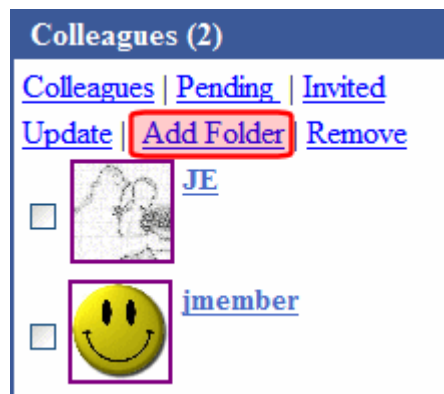 Colleagues (2)
Colleagues | Pending | Invited
Update | Add Folder | Remove
JE
jmember